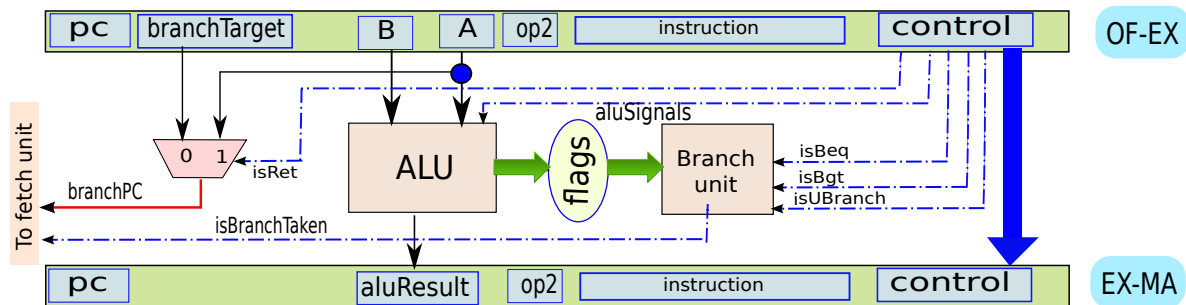 pc branchTarget B A op2 instruction control OF-EX
aluSignals
0 1
isRet
ALU
flags
Branch
unit
isBeq
isBgt
isUBranch
To fetch unit
branchPC
isBranchTaken
pc aluResult op2 instruction control EX-MA